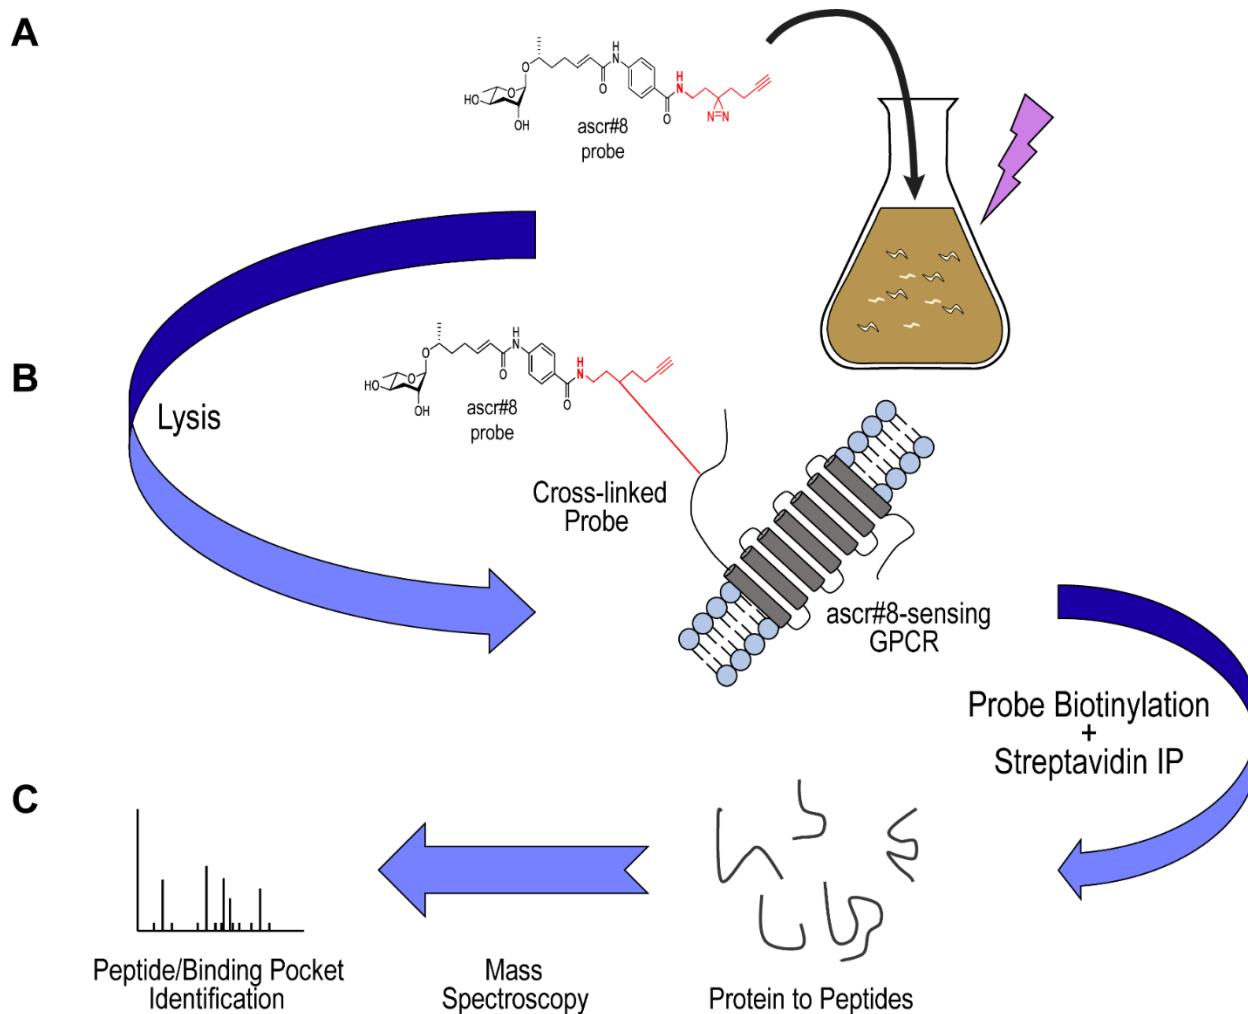 A
H
N
O
O
H
N
O
O
HO
OH
N=N
ascr#8
probe
B
Lysis
H
N
O
O
H
N
O
O
HO
OH
ascr#8
probe
Cross-linked
Probe
ascr#8-sensing
GPCR
Probe Biotinylation
+
Streptavidin IP
C
Peptide/Binding Pocket
Identification
Mass
Spectroscopy
Protein to Peptides